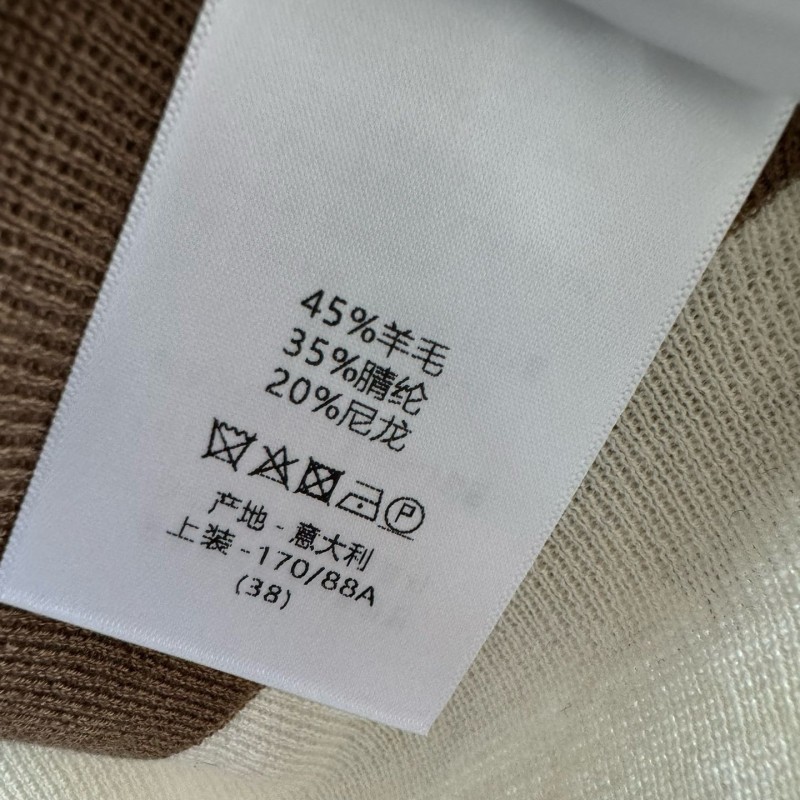 45%羊毛
35%腈纶
20%尼龙
P
产地 - 意大利
上装 - 170/88A
(38)